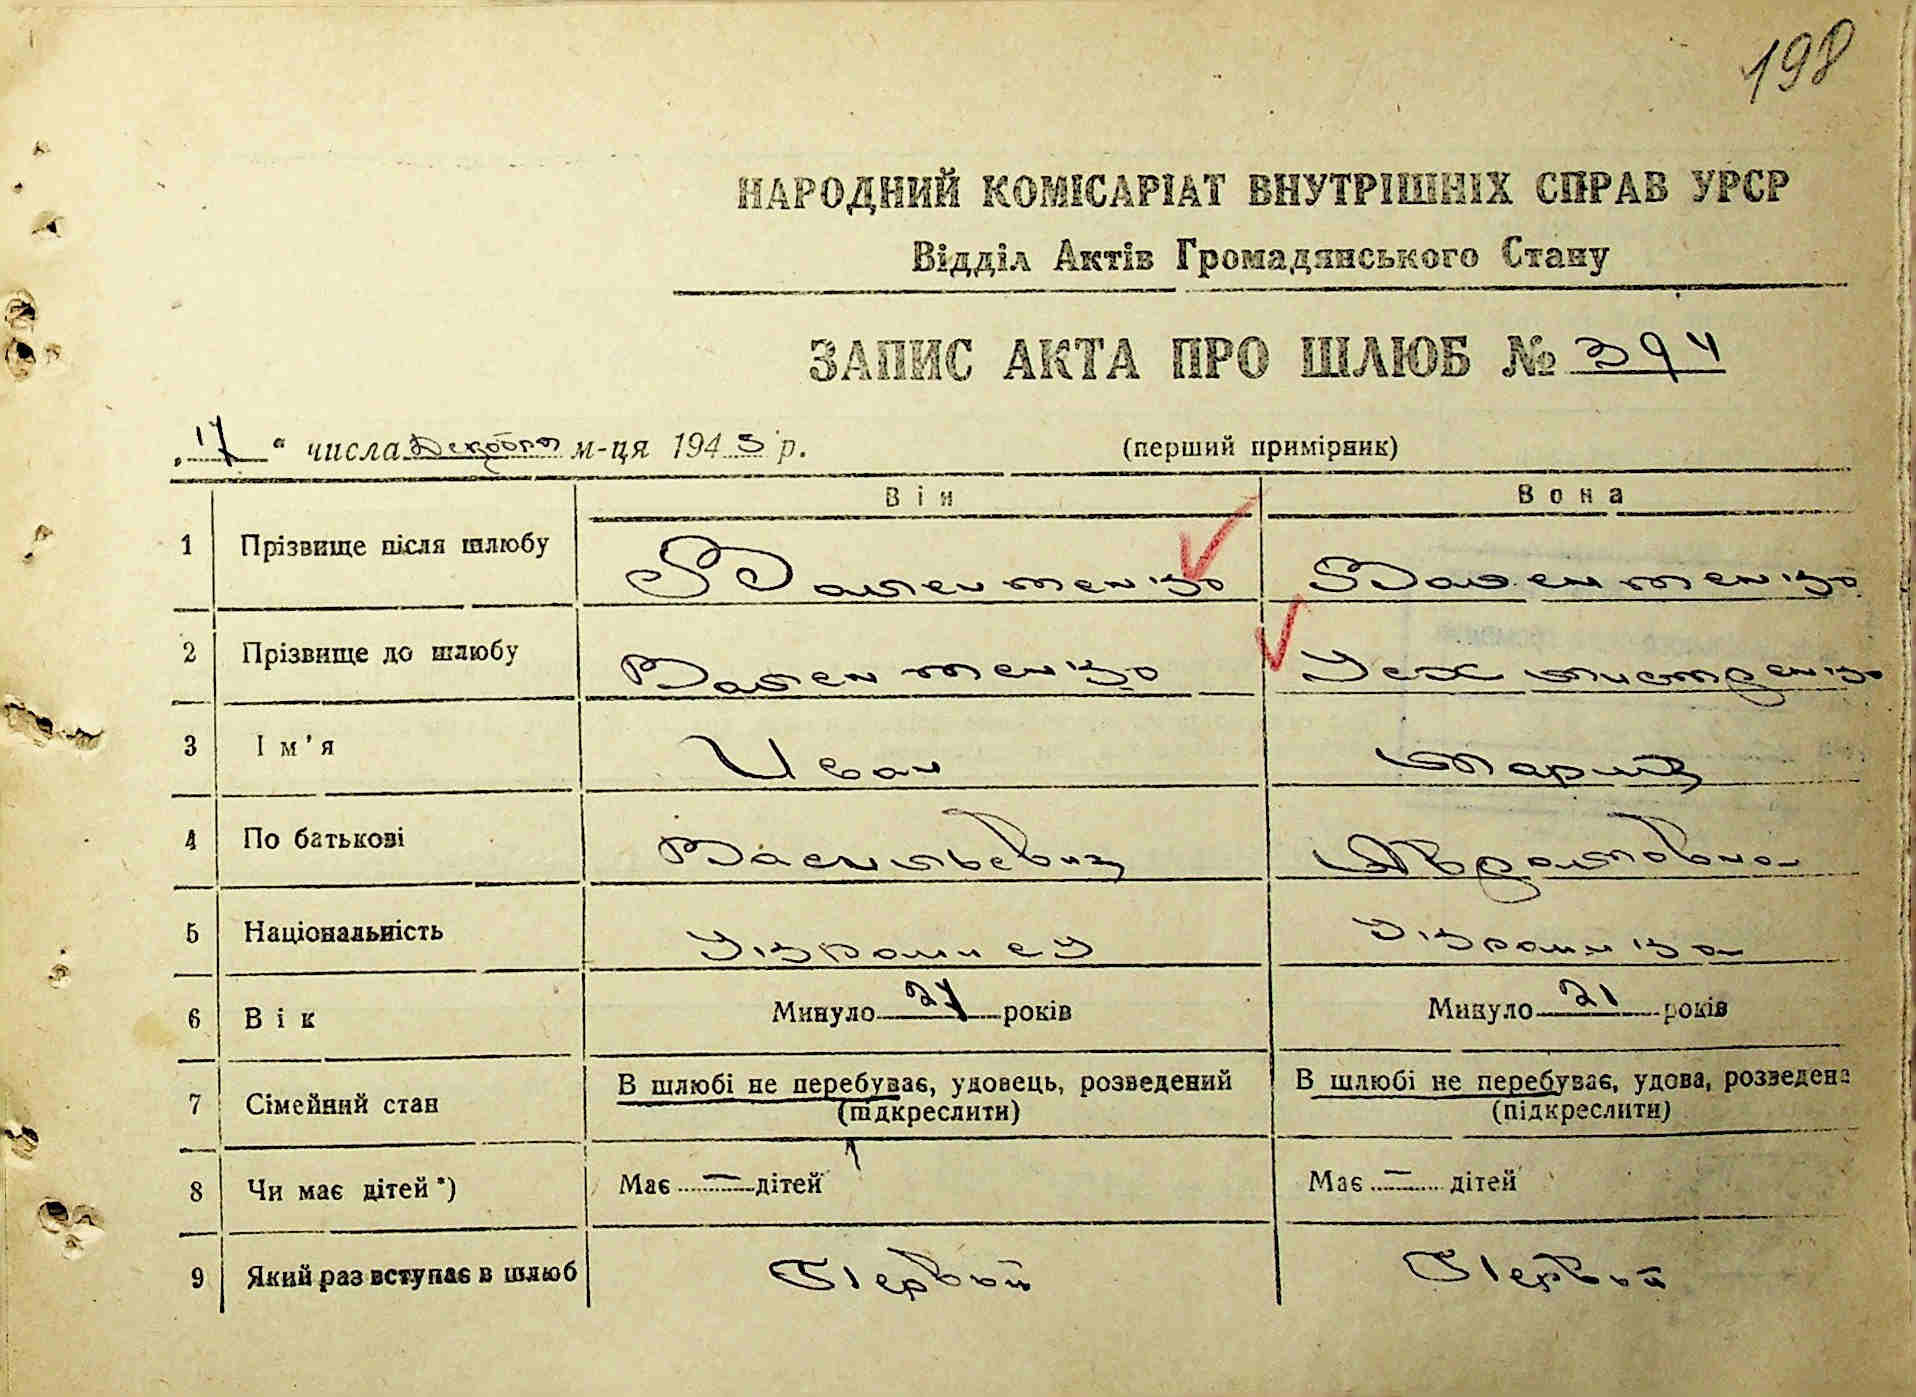 198
НАРОДНИЙ КОМІСАРІАТ ВНУТРІШНІХ СПРАВ УРСР
Відділ Актів Громадянського Стану
ЗАПИС АКТА ПРО ШЛЮБ № 394
„17“ числа Декабря м-ця 1943 р. (перший примірник)
Він Вона
1 Прізвище після шлюбу Валентенко Валентенко
2 Прізвище до шлюбу Валентенко
3 Ім'я Иван Мария
4 По батькові Васильевич Аврамовна
5 Національність Украинец Украинка
6 Вік Минуло 27 років Минуло 21 років
7 Сімейний стан В шлюбі не перебуває, удовець, розведений (підкреслити) В шлюбі не перебуває, удова, розведена (підкреслити)
8 Чи має дітей*) Має — дітей Має — дітей
9 Який раз вступає в шлюб Первый Первый